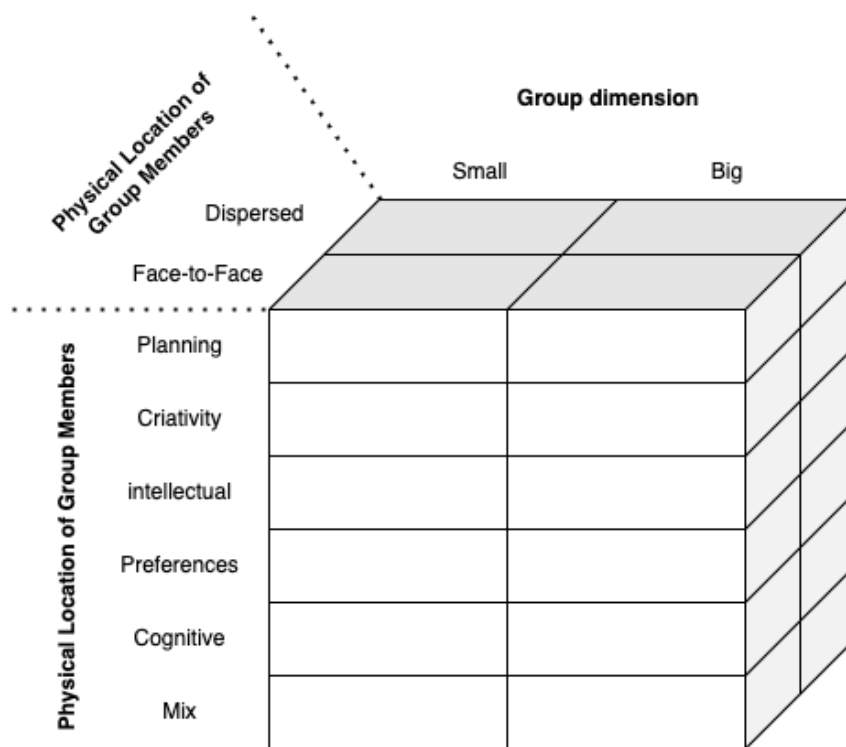 Physical Location of
Group Members
Group dimension
Small
Big
Dispersed
Face-to-Face
Physical Location of Group Members
Planning
Criativity
intellectual
Preferences
Cognitive
Mix